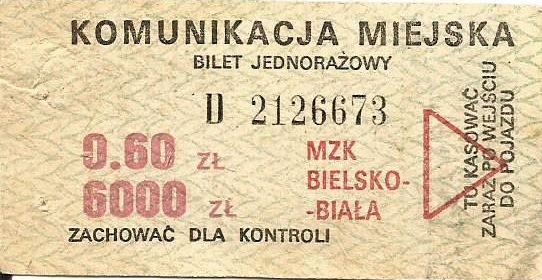 KOMUNIKACJA MIEJSKA
BILET JEDNORAŻOWY
D 2126673
0.60 ZŁ
6000 ZŁ
MZK
BIELSKO-
-BIAŁA
ZACHOWAĆ DLA KONTROLI
TU KASOWAĆ
ZARAZ PO WEJŚCIU
DO POJAZDU